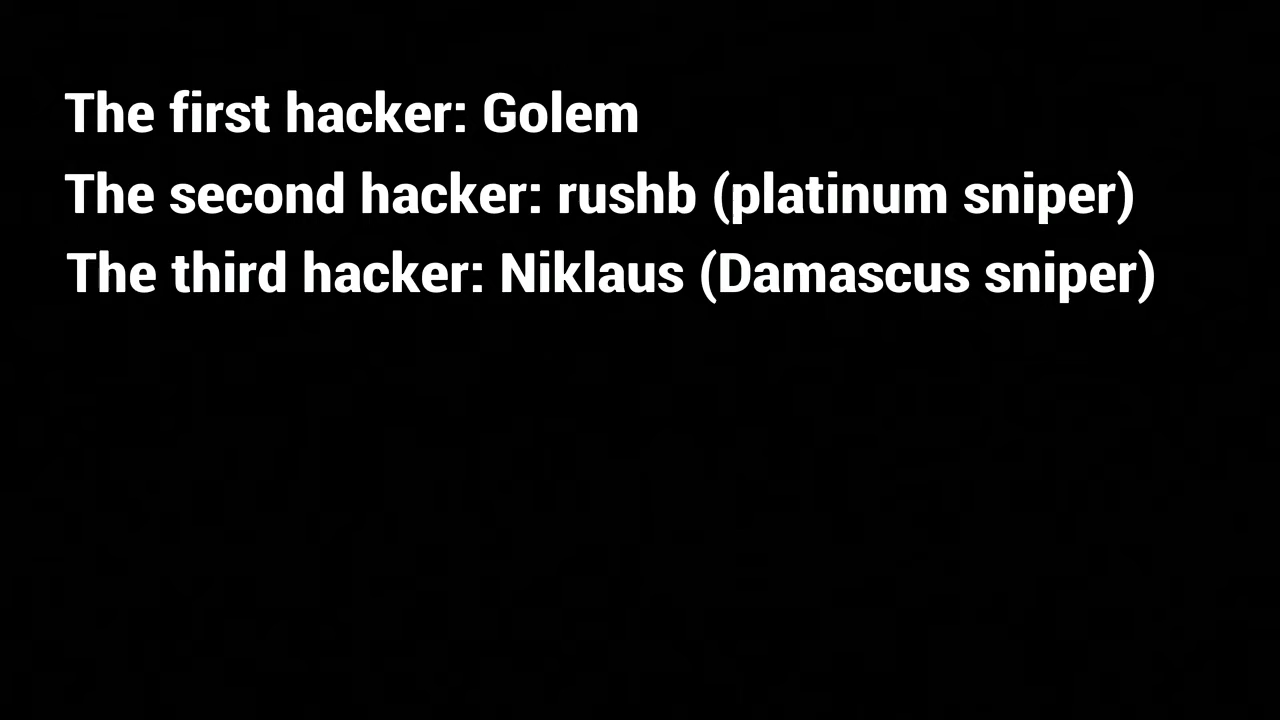 The first hacker: Golem
The second hacker: rushb (platinum sniper)
The third hacker: Niklaus (Damascus sniper)